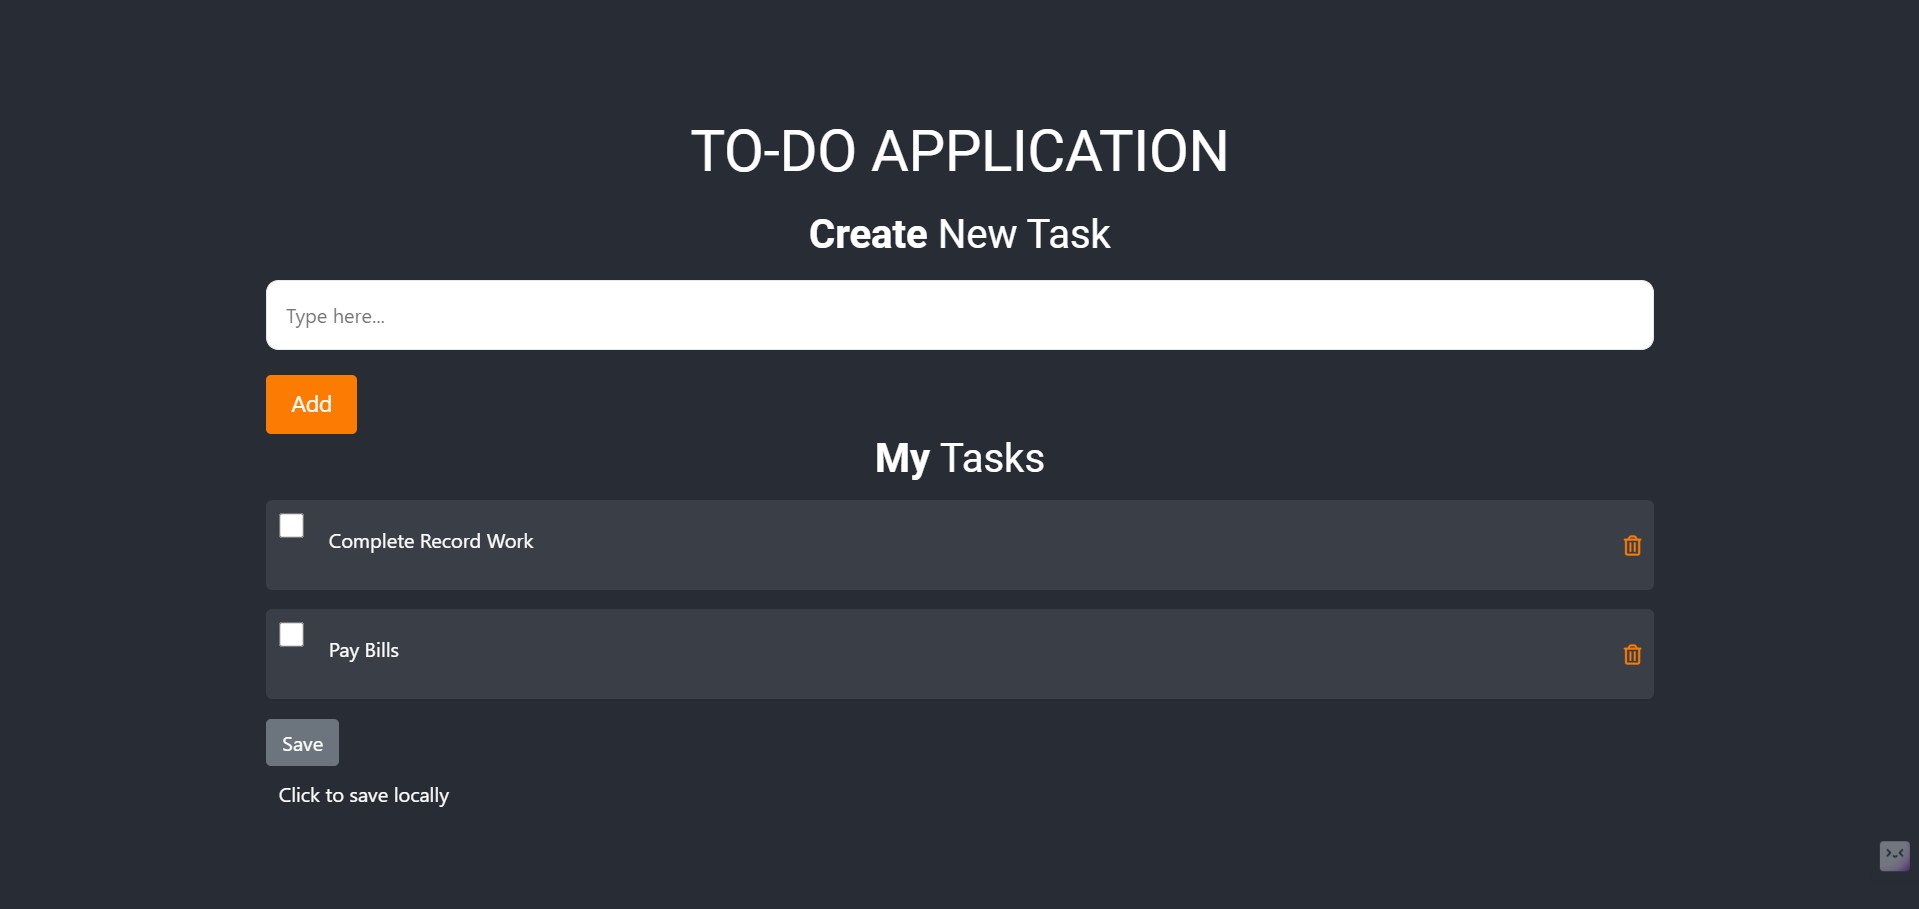 TO-DO APPLICATION
Create New Task
Type here...
Add
My Tasks
Complete Record Work
Pay Bills
Save
Click to save locally